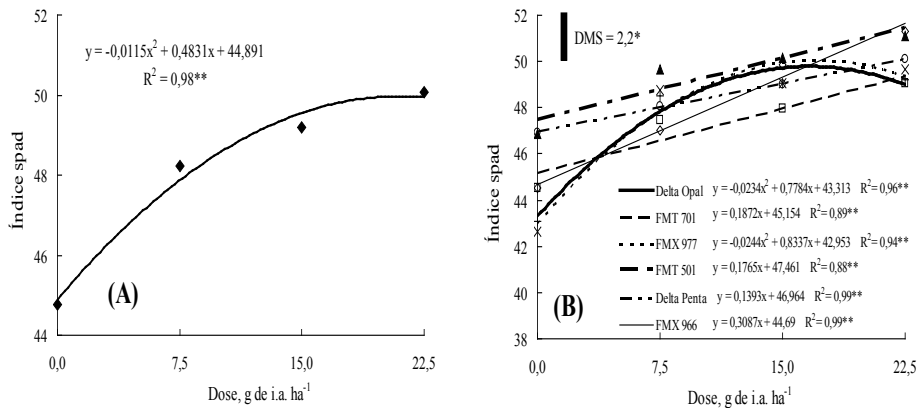 y = -0,0115x² + 0,4831x + 44,891
R² = 0,98**
Índice spad
52
50
48
46
44
(A)
0,0 7,5 15,0 22,5
Dose, g de i.a. ha⁻¹
DMS = 2,2*
Índice spad
52
50
48
46
44
42
40
38
Delta Opal y = -0,0234x² + 0,7784x + 43,313 R² = 0,96**
FMT 701 y = 0,1872x + 45,154 R² = 0,89**
FMX 977 y = -0,0244x² + 0,8337x + 42,953 R² = 0,94**
FMT 501 y = 0,1765x + 47,461 R² = 0,88**
Delta Penta y = 0,1393x + 46,964 R² = 0,99**
FMX 966 y = 0,3087x + 44,69 R² = 0,99**
(B)
0,0 7,5 15,0 22,5
Dose, g de i.a. ha⁻¹